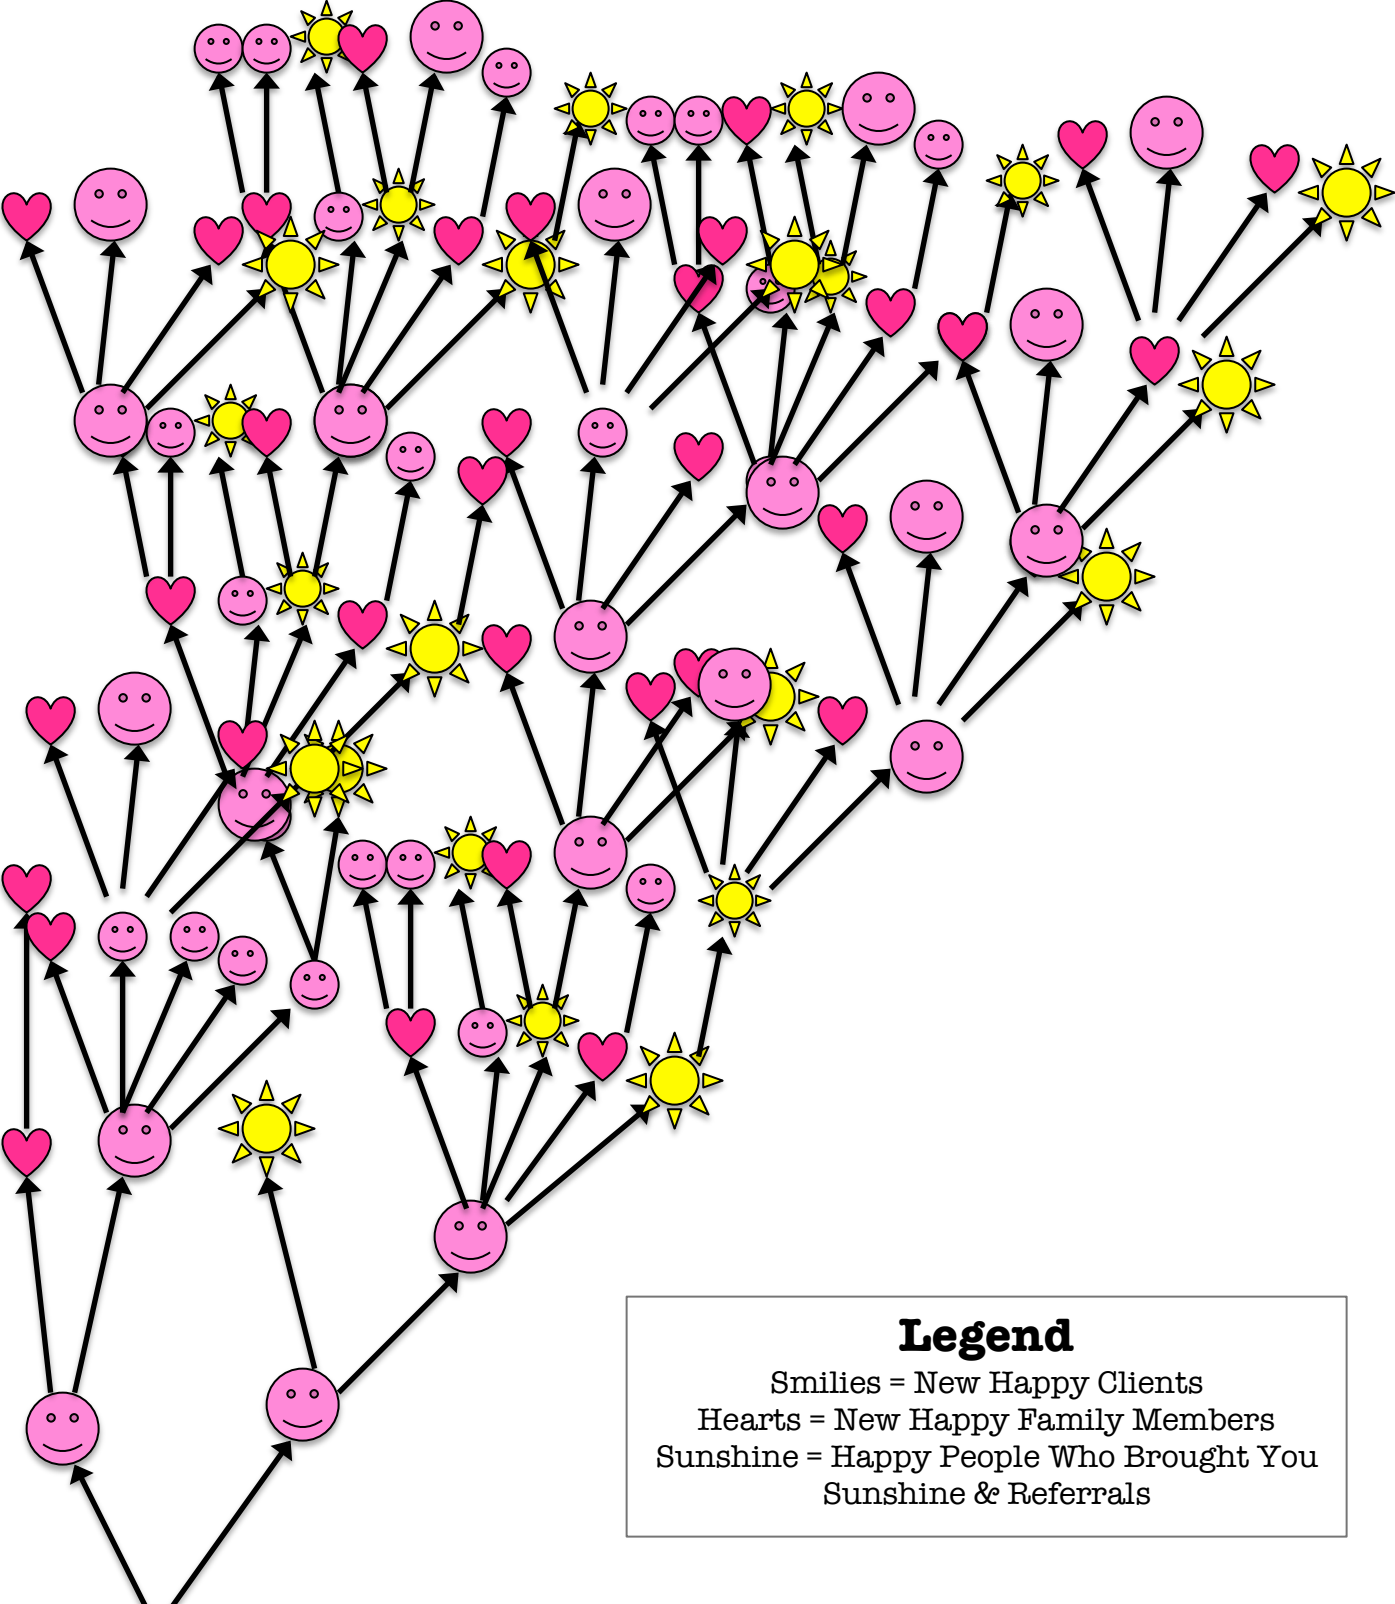 Legend
Smilies = New Happy Clients
Hearts = New Happy Family Members
Sunshine = Happy People Who Brought You
Sunshine & Referrals